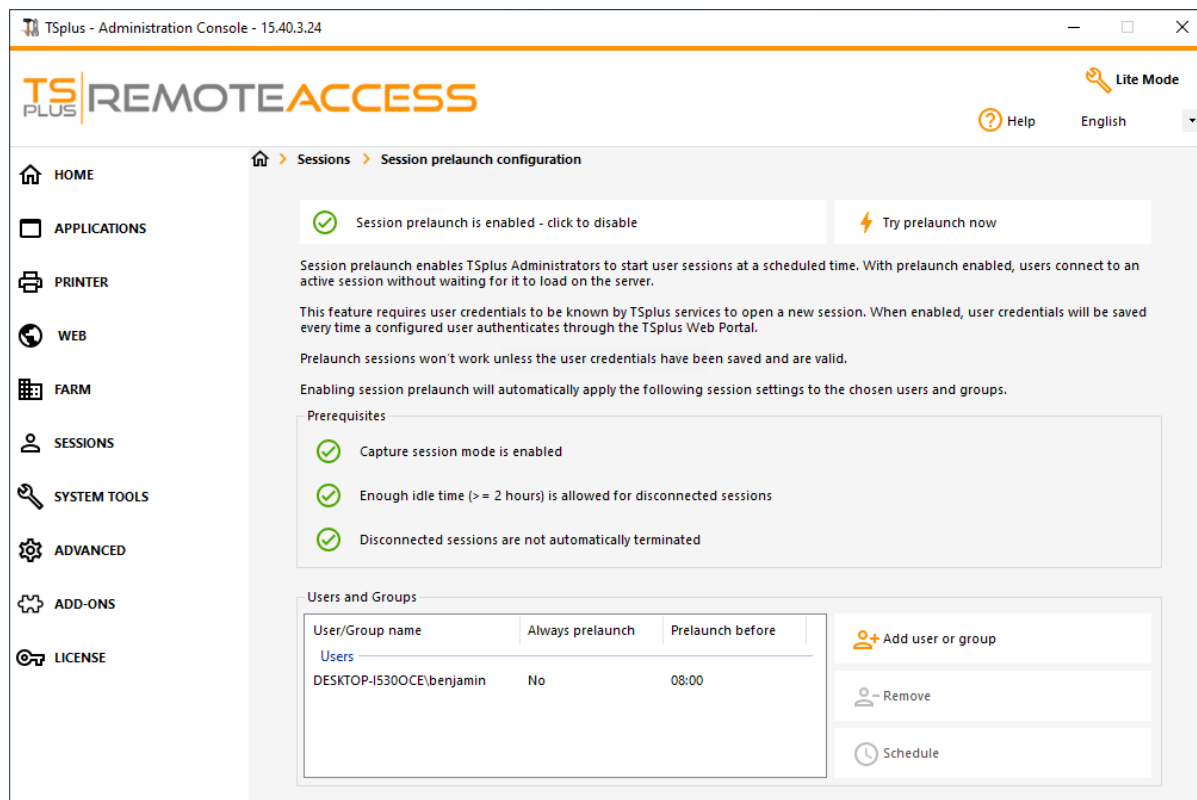 TSplus - Administration Console - 15.40.3.24
TS PLUS REMOTEACCESS
Lite Mode
Help
English
HOME
APPLICATIONS
PRINTER
WEB
FARM
SESSIONS
SYSTEM TOOLS
ADVANCED
ADD-ONS
LICENSE
Sessions > Session prelaunch configuration
Session prelaunch is enabled - click to disable
Try prelaunch now
Session prelaunch enables TSplus Administrators to start user sessions at a scheduled time. With prelaunch enabled, users connect to an
active session without waiting for it to load on the server.
This feature requires user credentials to be known by TSplus services to open a new session. When enabled, user credentials will be saved
every time a configured user authenticates through the TSplus Web Portal.
Prelaunch sessions won't work unless the user credentials have been saved and are valid.
Enabling session prelaunch will automatically apply the following session settings to the chosen users and groups.
Prerequisites
Capture session mode is enabled
Enough idle time (>= 2 hours) is allowed for disconnected sessions
Disconnected sessions are not automatically terminated
Users and Groups
User/Group name Always prelaunch Prelaunch before
Users
DESKTOP-I530OCE\benjamin No 08:00
Add user or group
Remove
Schedule